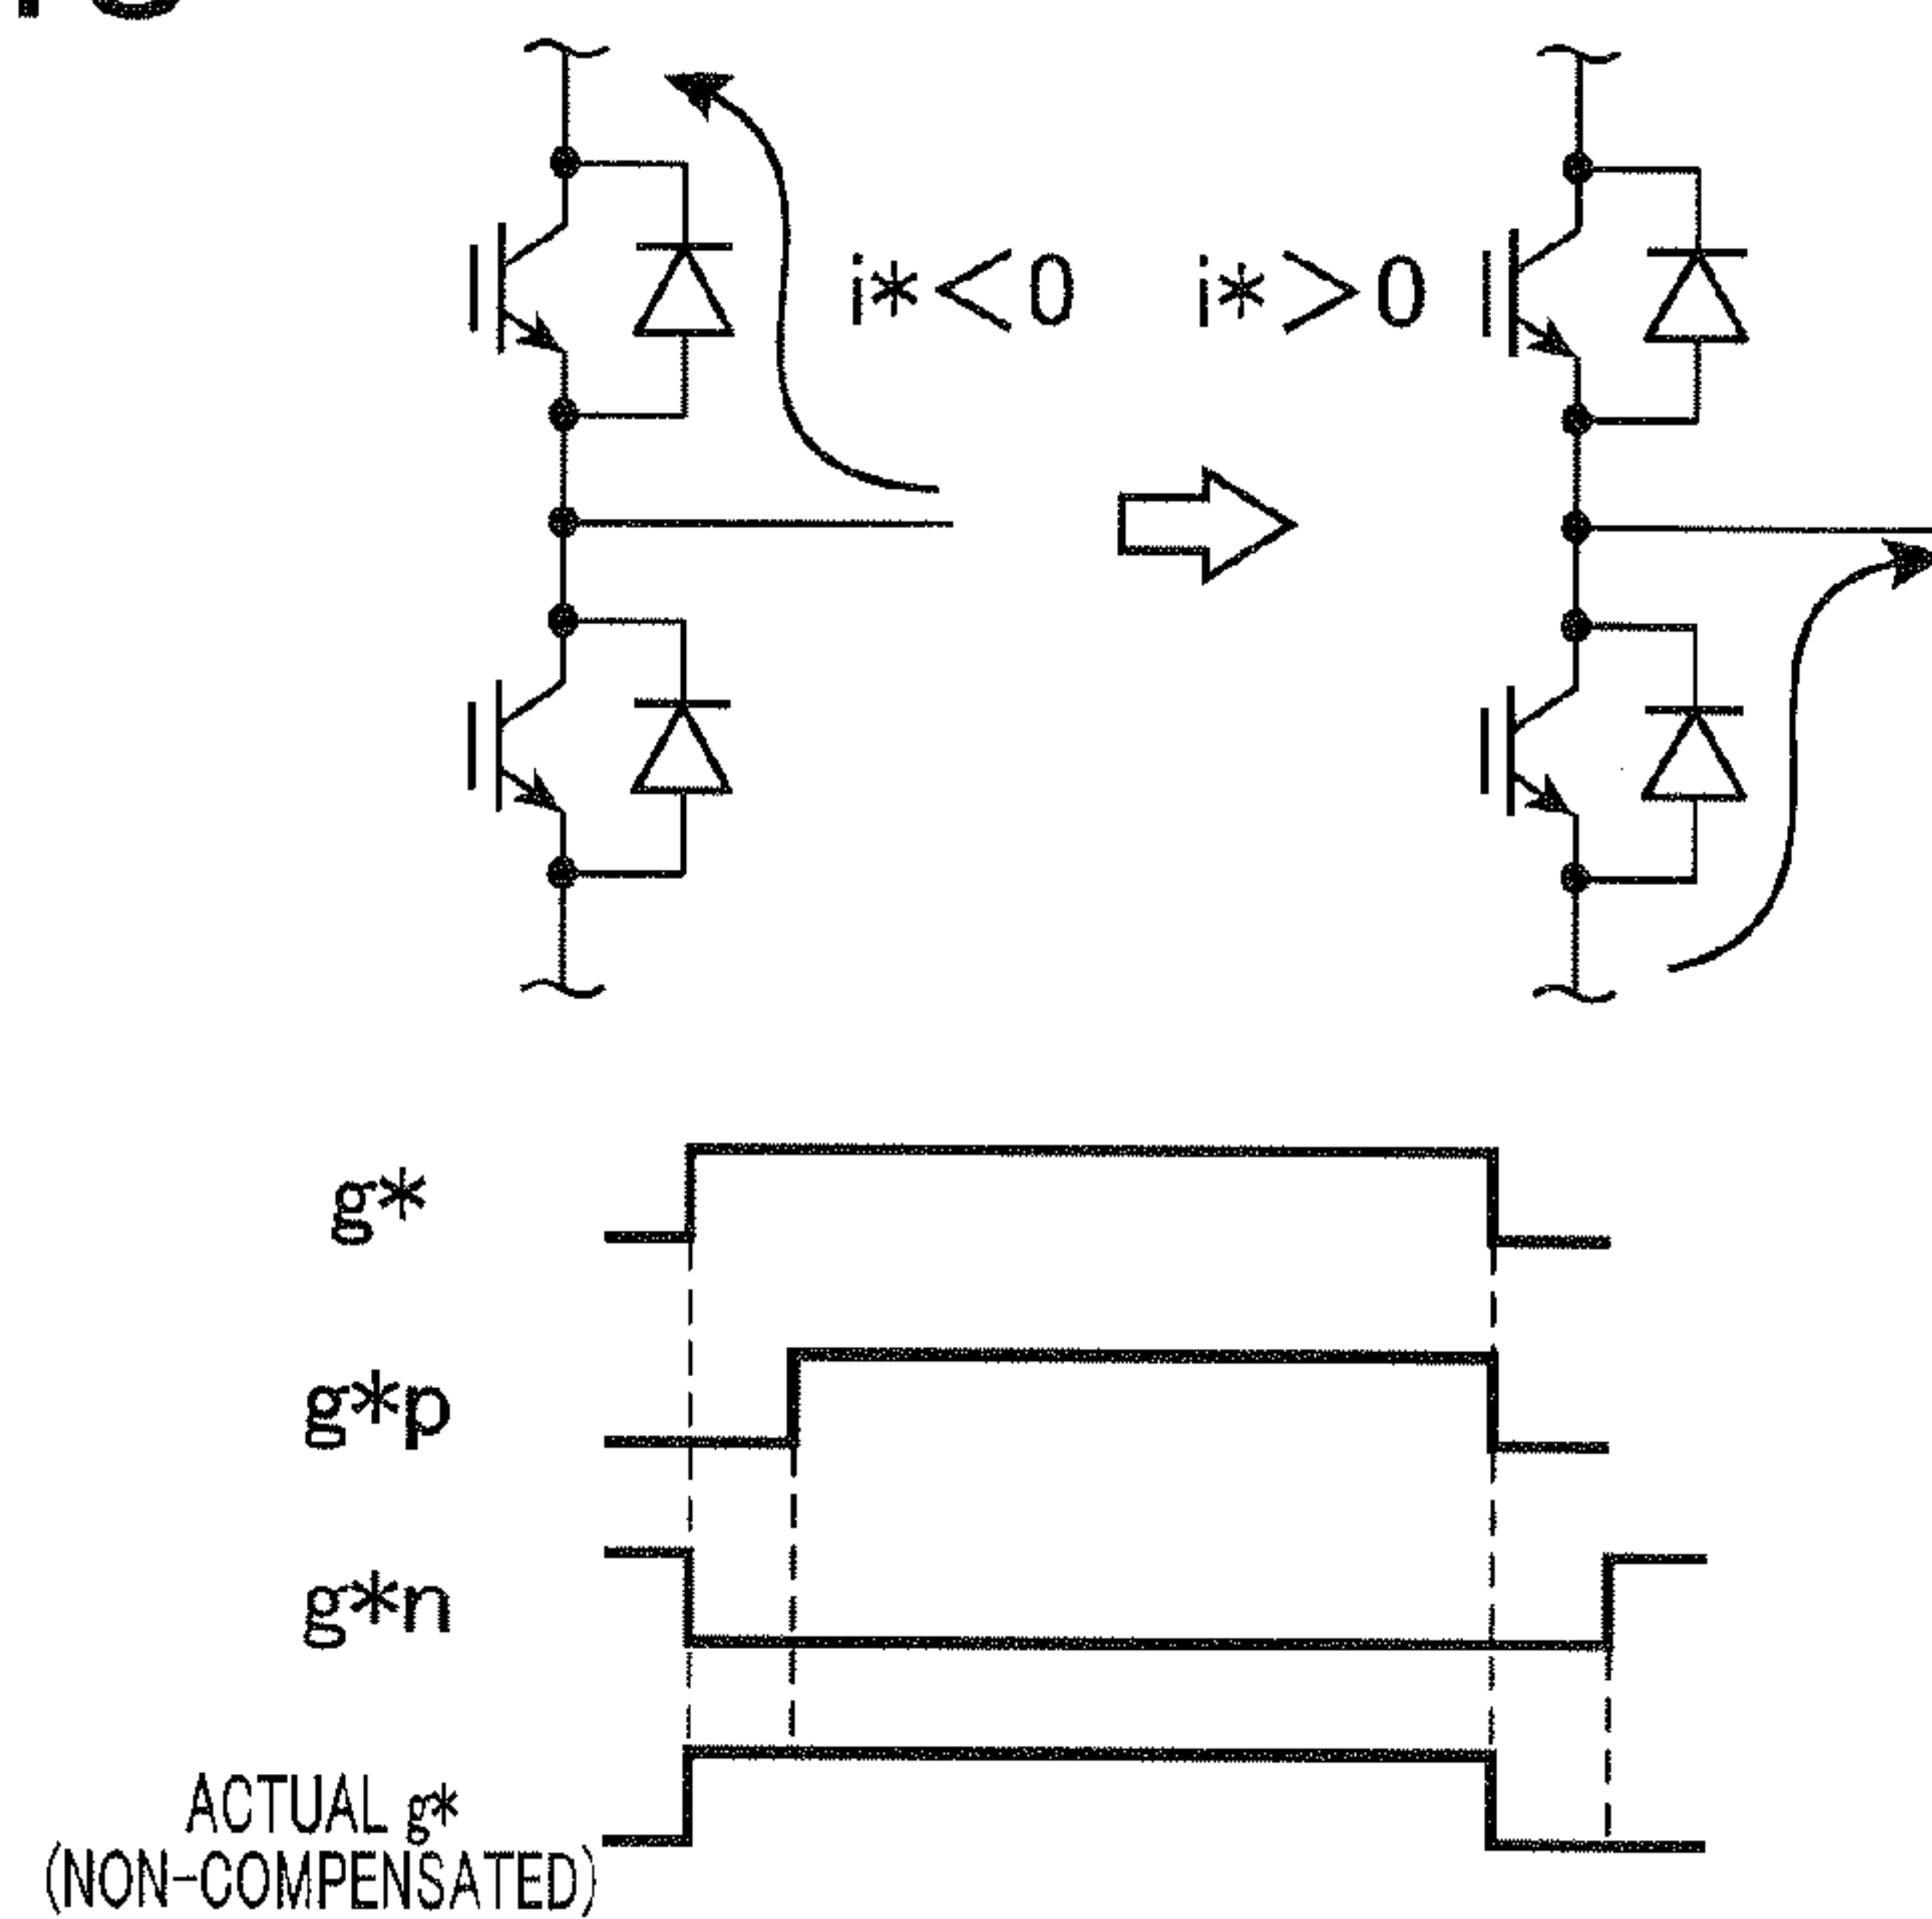 i*<0 i*>0
g*
g*p
g*n
ACTUAL g*
(NON-COMPENSATED)